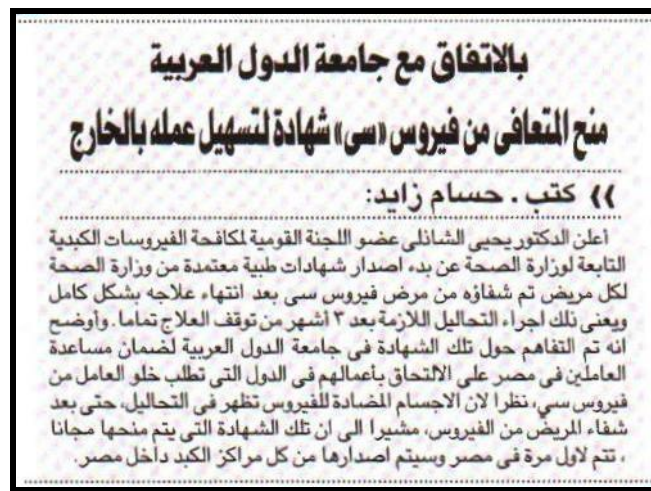 بالاتفاق مع جامعة الدول العربية
منح المتعافى من فيروس «سى» شهادة لتسهيل عمله بالخارج
‹‹ كتب . حسام زايد:
أعلن الدكتور يحيى الشاذلى عضو اللجنة القومية لمكافحة الفيروسات الكبدية
التابعة لوزارة الصحة عن بدء اصدار شهادات طبية معتمدة من وزارة الصحة
لكل مريض تم شفاؤه من مرض فيروس سى بعد انتهاء علاجه بشكل كامل
ويعنى ذلك اجراء التحاليل اللازمة بعد ٣ أشهر من توقف العلاج تماما . وأوضح
انه تم التفاهم حول تلك الشهادة فى جامعة الدول العربية لضمان مساعدة
العاملين فى مصر على الالتحاق بأعمالهم فى الدول التى تطلب خلو العامل من
فيروس سي، نظرا لان الاجسام المضادة للفيروس تظهر فى التحاليل، حتى بعد
شفاء المريض من الفيروس، مشيرا الى ان تلك الشهادة التى يتم منحها مجانا
، تتم لاول مرة فى مصر وسيتم اصدارها من كل مراكز الكبد داخل مصر.